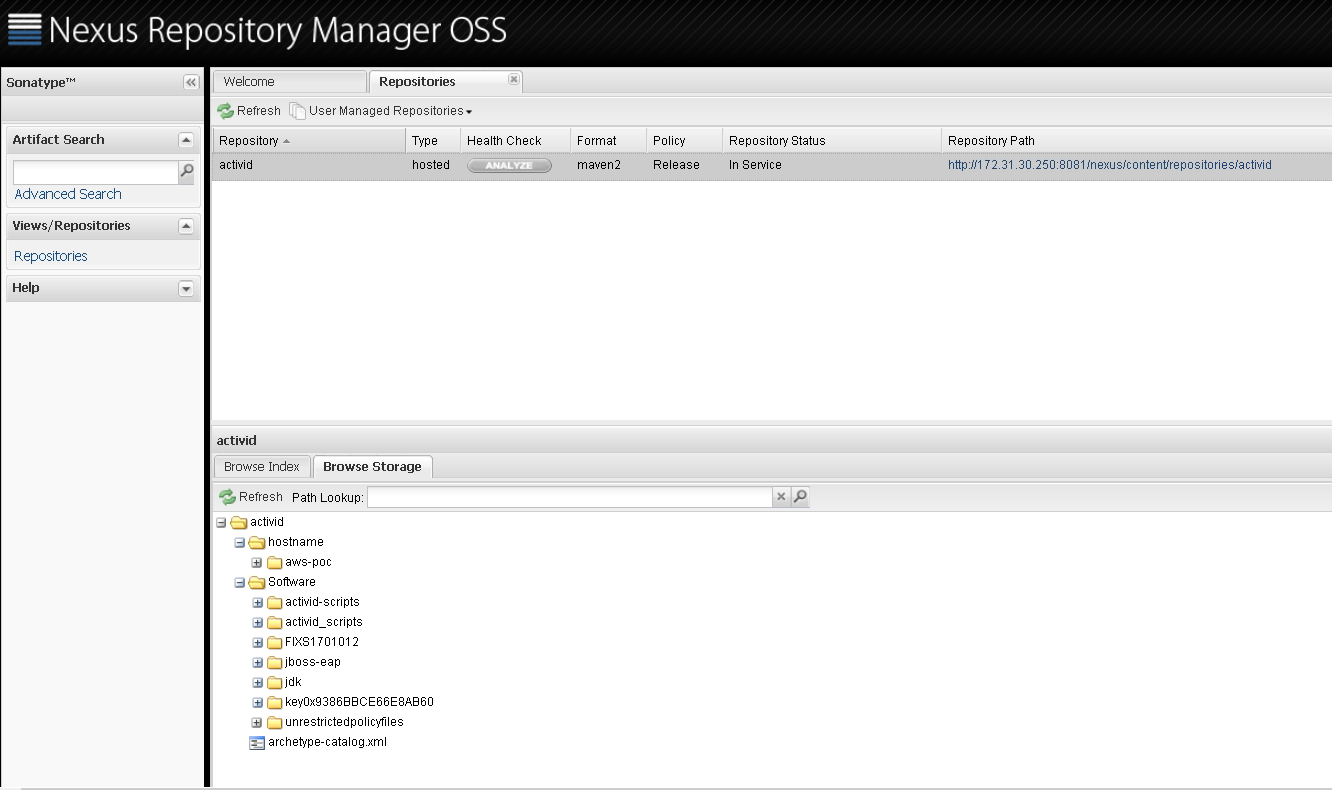 Nexus Repository Manager OSS
Sonatype™
Welcome
Repositories
Refresh
User Managed Repositories
Artifact Search
Advanced Search
Views/Repositories
Repositories
Help
Repository Type Health Check Format Policy Repository Status Repository Path
activid hosted ANALYZE maven2 Release In Service http://172.31.30.250:8081/nexus/content/repositories/activid
activid
Browse Index
Browse Storage
Refresh Path Lookup:
activid
hostname
aws-poc
Software
activid-scripts
activid_scripts
FIXS1701012
jboss-eap
jdk
key0x9386BBCE66E8AB60
unrestrictedpolicyfiles
archetype-catalog.xml